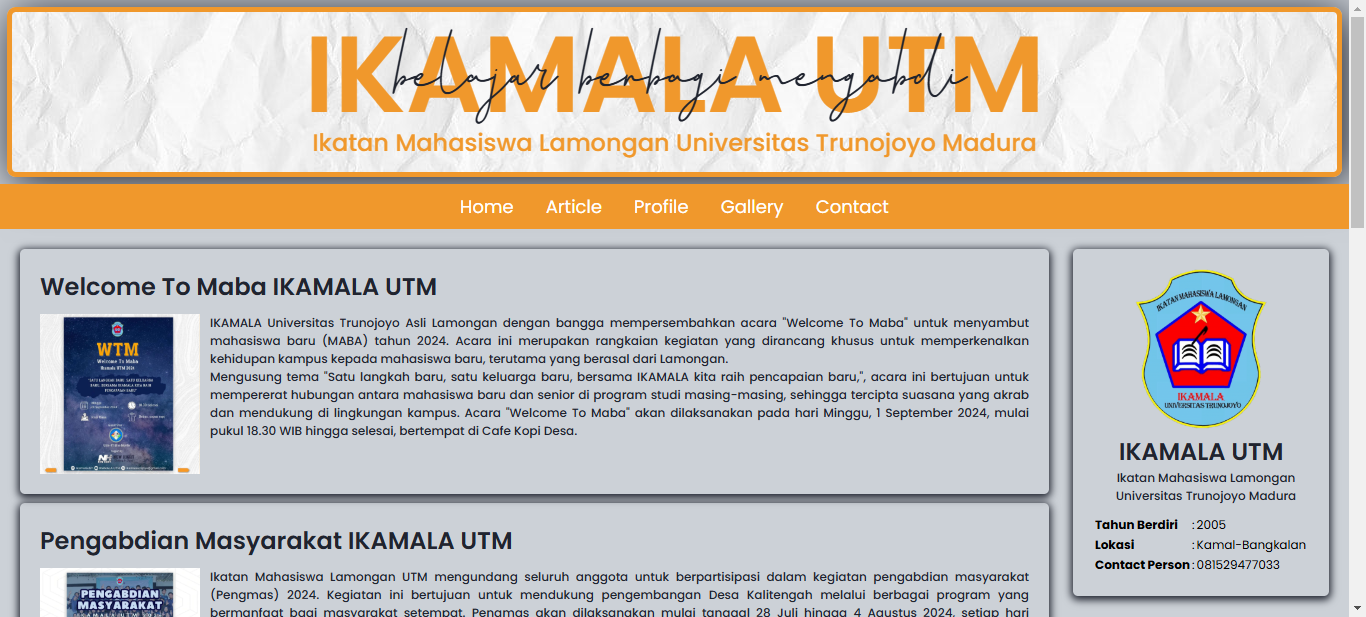 IKAMALA UTM
belajar berbagi mengabdi
Ikatan Mahasiswa Lamongan Universitas Trunojoyo Madura
Home Article Profile Gallery Contact
Welcome To Maba IKAMALA UTM
WTM
Welcome To Maba
Ikamala UTM 2024
IKAMALA Universitas Trunojoyo Asli Lamongan dengan bangga mempersembahkan acara "Welcome To Maba" untuk menyambut
mahasiswa baru (MABA) tahun 2024. Acara ini merupakan rangkaian kegiatan yang dirancang khusus untuk memperkenalkan
kehidupan kampus kepada mahasiswa baru, terutama yang berasal dari Lamongan.
Mengusung tema "Satu langkah baru, satu keluarga baru, bersama IKAMALA kita raih pencapaian baru,", acara ini bertujuan untuk
mempererat hubungan antara mahasiswa baru dan senior di program studi masing-masing, sehingga tercipta suasana yang akrab
dan mendukung di lingkungan kampus. Acara "Welcome To Maba" akan dilaksanakan pada hari Minggu, 1 September 2024, mulai
pukul 18.30 WIB hingga selesai, bertempat di Cafe Kopi Desa.
Pengabdian Masyarakat IKAMALA UTM
PENGABDIAN
MASYARAKAT
Ikatan Mahasiswa Lamongan UTM mengundang seluruh anggota untuk berpartisipasi dalam kegiatan pengabdian masyarakat
(Pengmas) 2024. Kegiatan ini bertujuan untuk mendukung pengembangan Desa Kalitengah melalui berbagai program yang
bermanfaat bagi masyarakat setempat. Pengmas akan dilaksanakan mulai tanggal 28 Juli hingga 4 Agustus 2024, setiap hari
IKATAN MAHASISWA LAMONGAN
IKAMALA
UNIVERSITAS TRUNOJOYO
IKAMALA UTM
Ikatan Mahasiswa Lamongan
Universitas Trunojoyo Madura
Tahun Berdiri : 2005
Lokasi : Kamal-Bangkalan
Contact Person : 081529477033